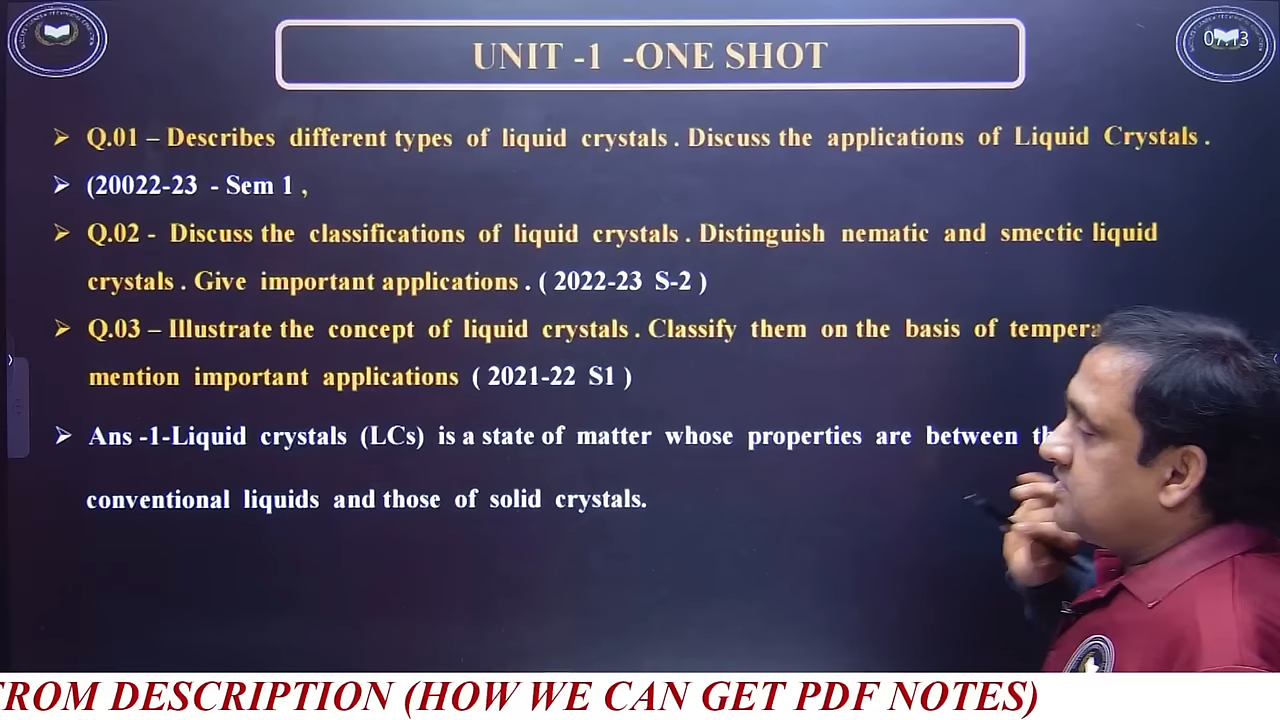 UNIT -1 -ONE SHOT
07:13
➢ Q.01 – Describes different types of liquid crystals . Discuss the applications of Liquid Crystals .
➢ (20022-23 - Sem 1 ,
➢ Q.02 - Discuss the classifications of liquid crystals . Distinguish nematic and smectic liquid
crystals . Give important applications . ( 2022-23 S-2 )
➢ Q.03 – Illustrate the concept of liquid crystals . Classify them on the basis of
mention important applications ( 2021-22 S1 )
➢ Ans -1-Liquid crystals (LCs) is a state of matter whose properties are between
conventional liquids and those of solid crystals.
FROM DESCRIPTION (HOW WE CAN GET PDF NOTES)